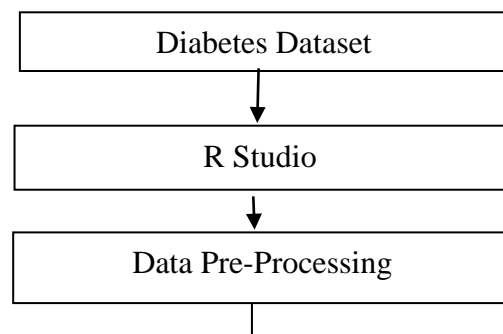 Diabetes Dataset
R Studio
Data Pre-Processing